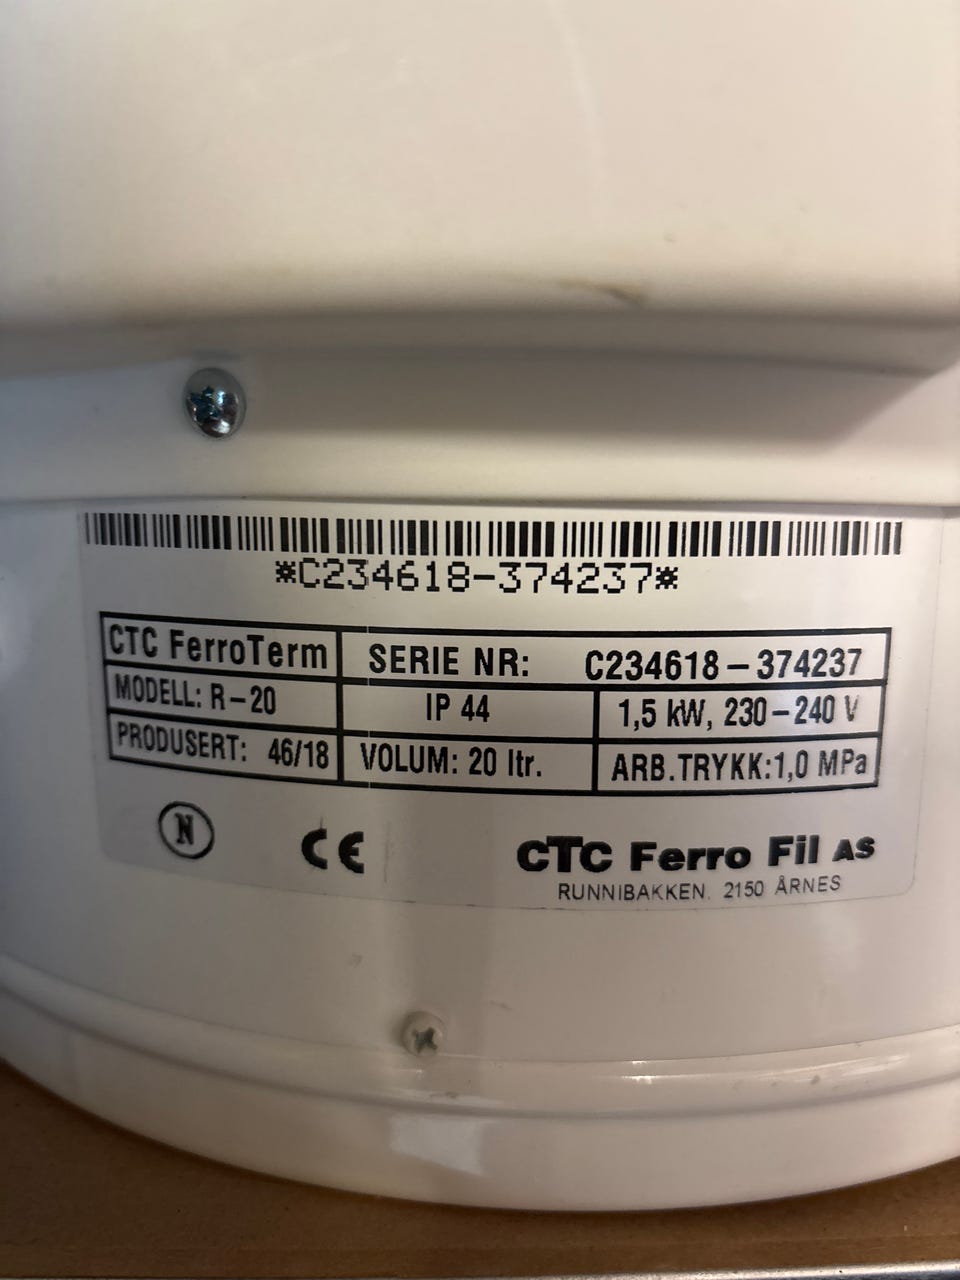 *C234618-374237*
CTC FerroTerm
SERIE NR: C234618-374237
MODELL: R-20
IP 44
1,5 kW, 230-240 V
PRODUSERT: 46/18
VOLUM: 20 ltr.
ARB.TRYKK:1,0 MPa
N
CE
CTC Ferro Fil AS
RUNNIBAKKEN. 2150 ÅRNES